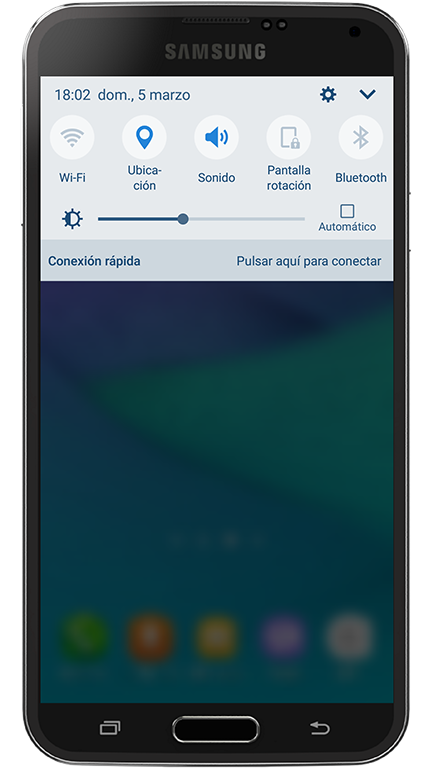 SAMSUNG
18:02 dom., 5 marzo
Wi-Fi
Ubica-
ción
Sonido
Pantalla
rotación
Bluetooth
Automático
Conexión rápida
Pulsar aquí para conectar